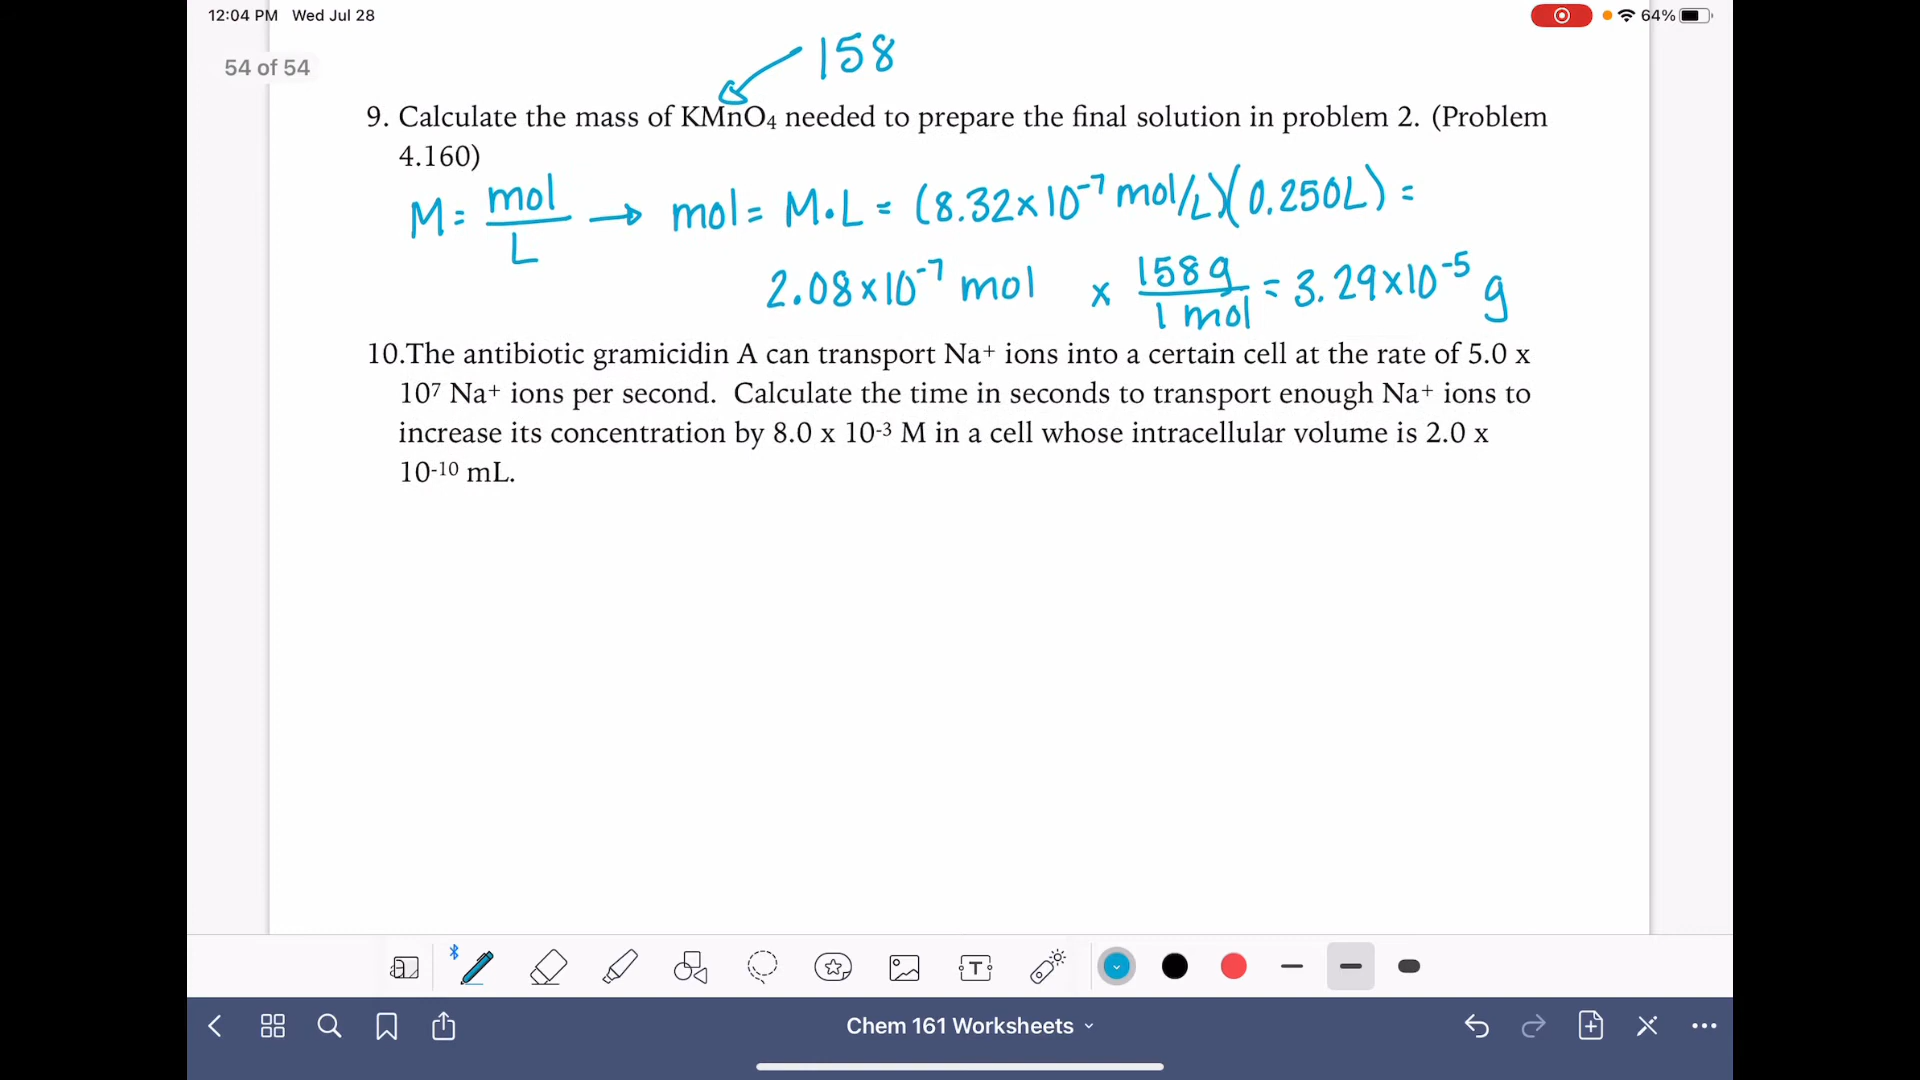 12:04 PM Wed Jul 28
64%
54 of 54
158
9. Calculate the mass of KMnO₄ needed to prepare the final solution in problem 2. (Problem
4.160)
M = mol/L → mol = M·L = (8.32×10⁻⁷ mol/L)(0.250L) =
2.08×10⁻⁷ mol × 158g/1 mol = 3.29×10⁻⁵ g
10.The antibiotic gramicidin A can transport Na⁺ ions into a certain cell at the rate of 5.0 x
10⁷ Na⁺ ions per second. Calculate the time in seconds to transport enough Na⁺ ions to
increase its concentration by 8.0 x 10⁻³ M in a cell whose intracellular volume is 2.0 x
10⁻¹⁰ mL.
Chem 161 Worksheets